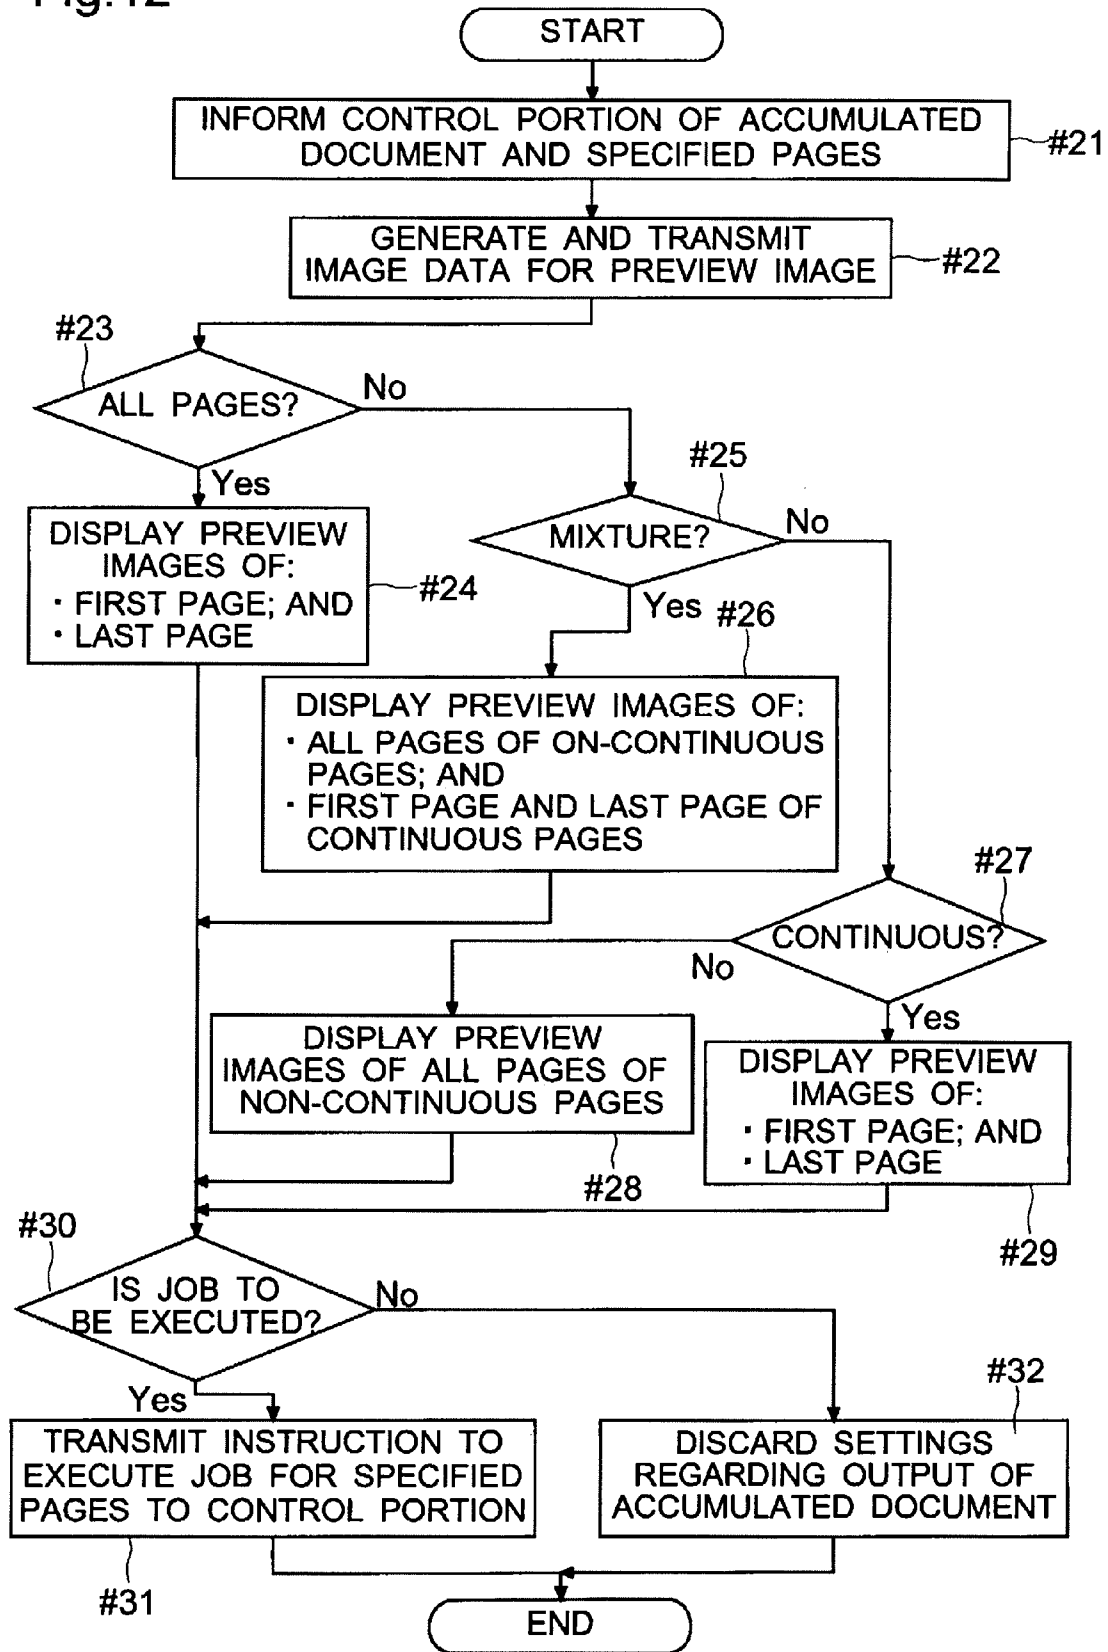 Fig.12
START
INFORM CONTROL PORTION OF ACCUMULATED
DOCUMENT AND SPECIFIED PAGES
#21
GENERATE AND TRANSMIT
IMAGE DATA FOR PREVIEW IMAGE
#22
#23
ALL PAGES?
No
Yes
#25
MIXTURE?
No
Yes
DISPLAY PREVIEW
IMAGES OF:
· FIRST PAGE; AND
· LAST PAGE
#24
#26
DISPLAY PREVIEW IMAGES OF:
· ALL PAGES OF ON-CONTINUOUS
PAGES; AND
· FIRST PAGE AND LAST PAGE OF
CONTINUOUS PAGES
#27
CONTINUOUS?
No
Yes
DISPLAY PREVIEW
IMAGES OF ALL PAGES OF
NON-CONTINUOUS PAGES
#28
DISPLAY PREVIEW
IMAGES OF:
· FIRST PAGE; AND
· LAST PAGE
#29
#30
IS JOB TO
BE EXECUTED?
No
Yes
TRANSMIT INSTRUCTION TO
EXECUTE JOB FOR SPECIFIED
PAGES TO CONTROL PORTION
#31
#32
DISCARD SETTINGS
REGARDING OUTPUT OF
ACCUMULATED DOCUMENT
END